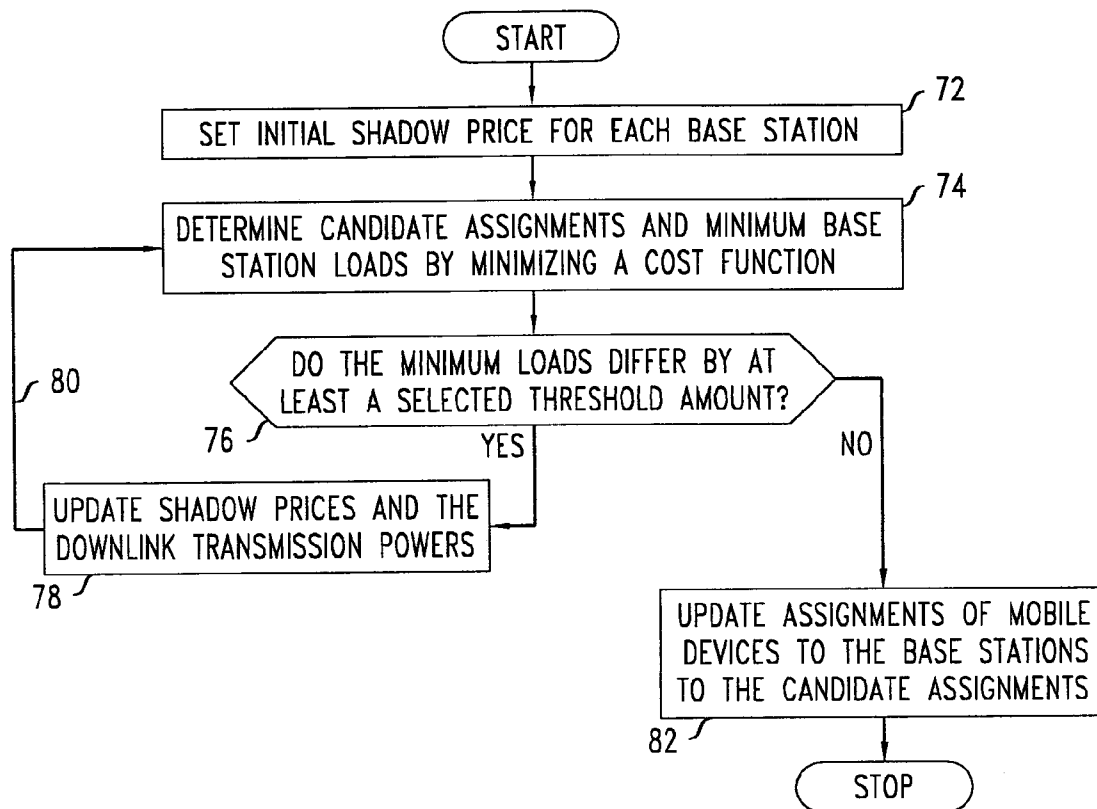 START
72
SET INITIAL SHADOW PRICE FOR EACH BASE STATION
74
DETERMINE CANDIDATE ASSIGNMENTS AND MINIMUM BASE
STATION LOADS BY MINIMIZING A COST FUNCTION
DO THE MINIMUM LOADS DIFFER BY AT
LEAST A SELECTED THRESHOLD AMOUNT?
80
76
YES
NO
UPDATE SHADOW PRICES AND THE
DOWNLINK TRANSMISSION POWERS
78
UPDATE ASSIGNMENTS OF MOBILE
DEVICES TO THE BASE STATIONS
TO THE CANDIDATE ASSIGNMENTS
82
STOP